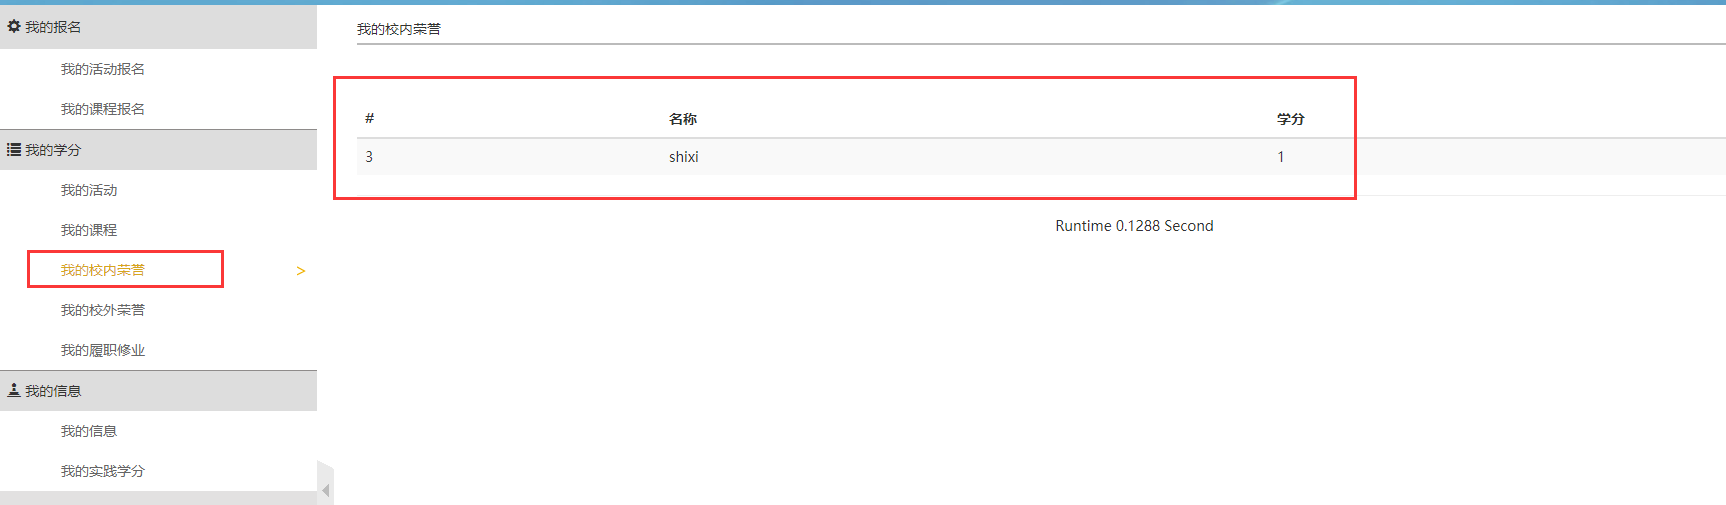 我的报名
我的活动报名
我的课程报名
我的学分
我的活动
我的课程
我的校内荣誉 >
我的校外荣誉
我的履职修业
我的信息
我的信息
我的实践学分
我的校内荣誉
# 名称 学分
3 shixi 1
Runtime 0.1288 Second